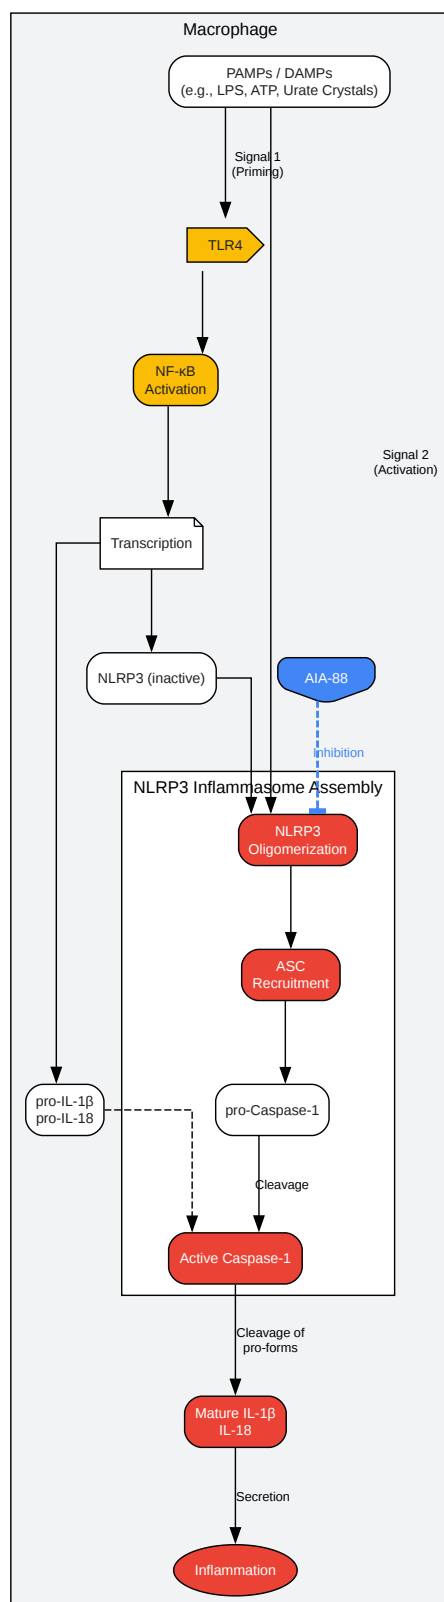 Macrophage
PAMPs / DAMPs
(e.g., LPS, ATP, Urate Crystals)
Signal 1
(Priming)
TLR4
NF-κB
Activation
Signal 2
(Activation)
Transcription
NLRP3 (inactive)
AIA-88
Inhibition
NLRP3 Inflammasome Assembly
NLRP3
Oligomerization
ASC
Recruitment
pro-IL-1β
pro-IL-18
pro-Caspase-1
Cleavage
Active Caspase-1
Cleavage of
pro-forms
Mature IL-1β
IL-18
Secretion
Inflammation